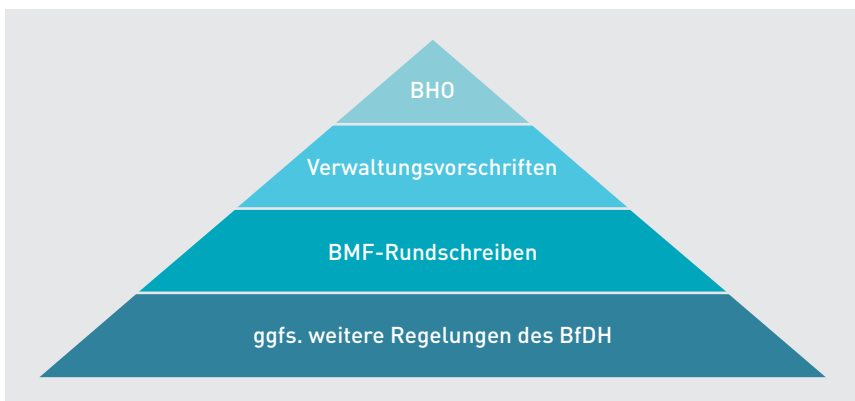 BHO
Verwaltungsvorschriften
BMF-Rundschreiben
ggfs. weitere Regelungen des BfDH